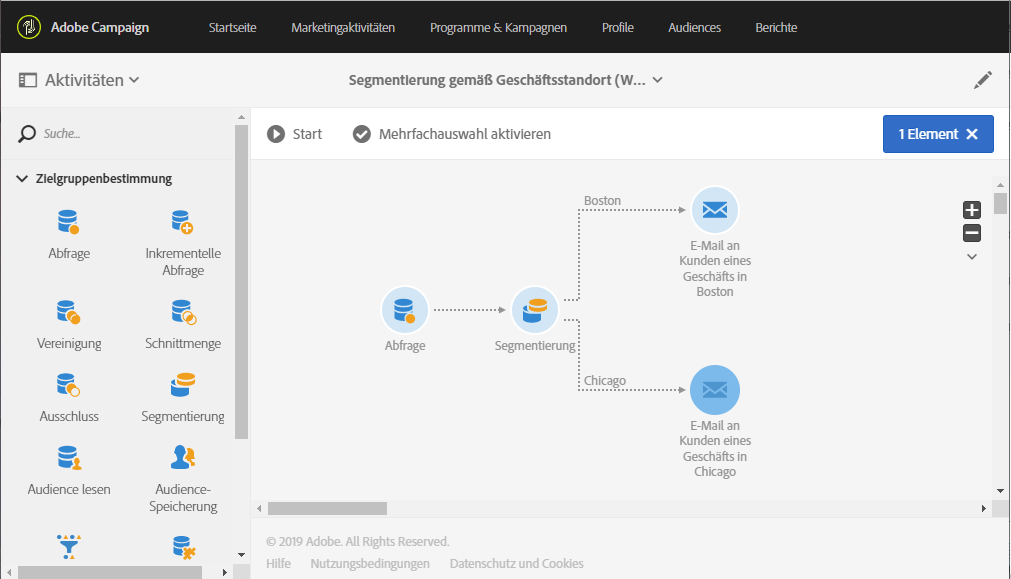 Adobe Campaign
Startseite
Marketingaktivitäten
Programme & Kampagnen
Profile
Audiences
Berichte
Aktivitäten
Segmentierung gemäß Geschäftsstandort (W...
Suche...
Start
Mehrfachauswahl aktivieren
1 Element
Zielgruppenbestimmung
Abfrage
Inkrementelle
Abfrage
Vereinigung
Schnittmenge
Ausschluss
Segmentierung
Audience lesen
Audience-
Speicherung
Boston
E-Mail an
Kunden eines
Geschäfts in
Boston
Abfrage
Segmentierung
Chicago
E-Mail an
Kunden eines
Geschäfts in
Chicago
© 2019 Adobe. All Rights Reserved.
Hilfe
Nutzungsbedingungen
Datenschutz und Cookies